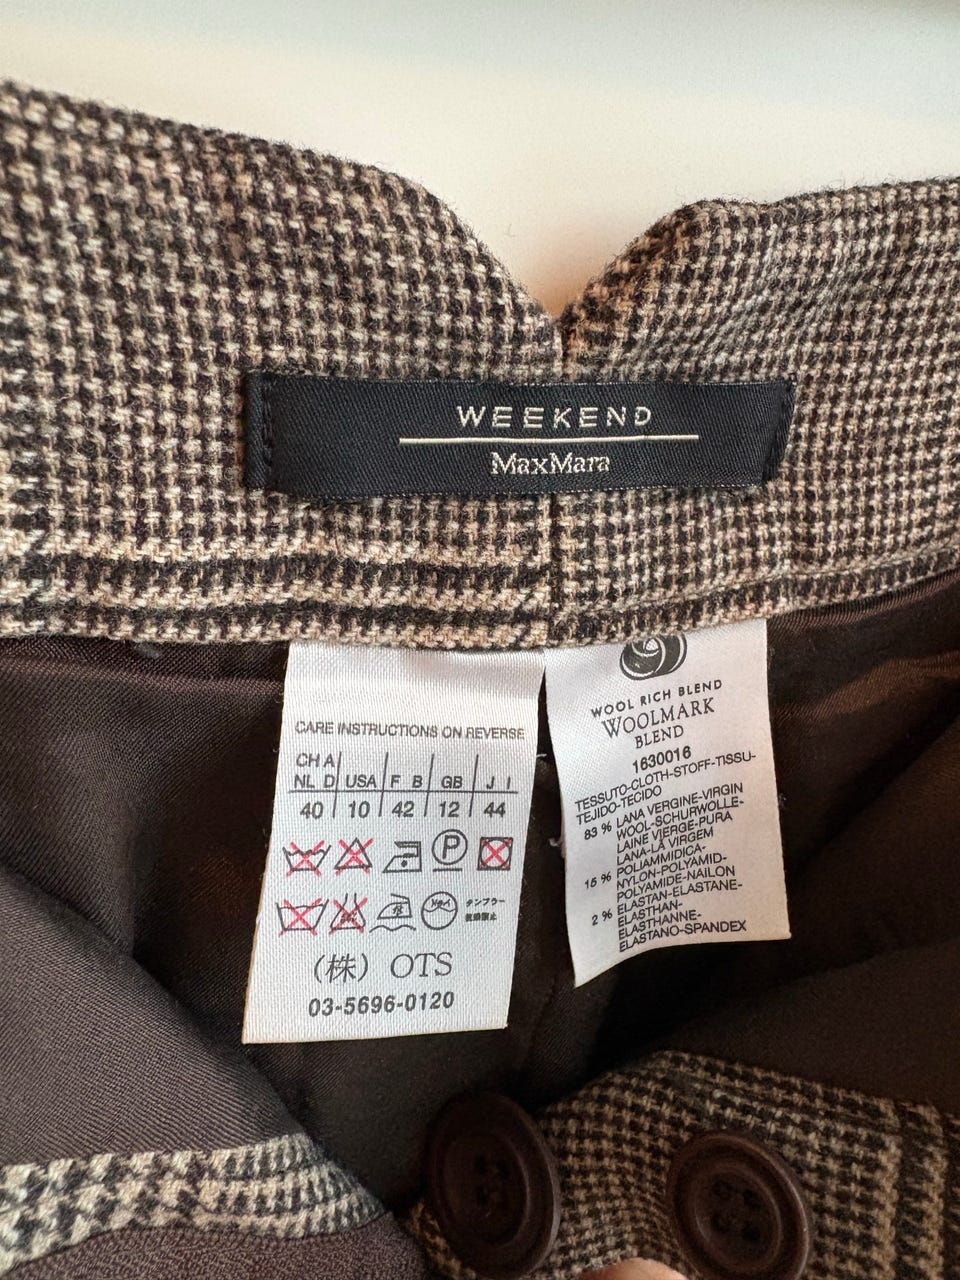 WEEKEND
MaxMara
CARE INSTRUCTIONS ON REVERSE
CH A
NL D USA F B GB J I
40 10 42 12 44
P
(株) OTS
03-5696-0120
WOOL RICH BLEND
WOOLMARK
BLEND
1630016
TESSUTO-CLOTH-STOFF-TISSU-
TEJIDO-TECIDO
83 % LANA VERGINE-VIRGIN
WOOL-SCHURWOLLE-
LAINE VIERGE-PURA
LANA-LÃ VIRGEM
15 % POLIAMMIDICA-
NYLON-POLYAMID-
POLYAMIDE-NAILON
2 % ELASTAN-ELASTANE-
ELASTHAN-
ELASTHANNE-
ELASTANO-SPANDEX